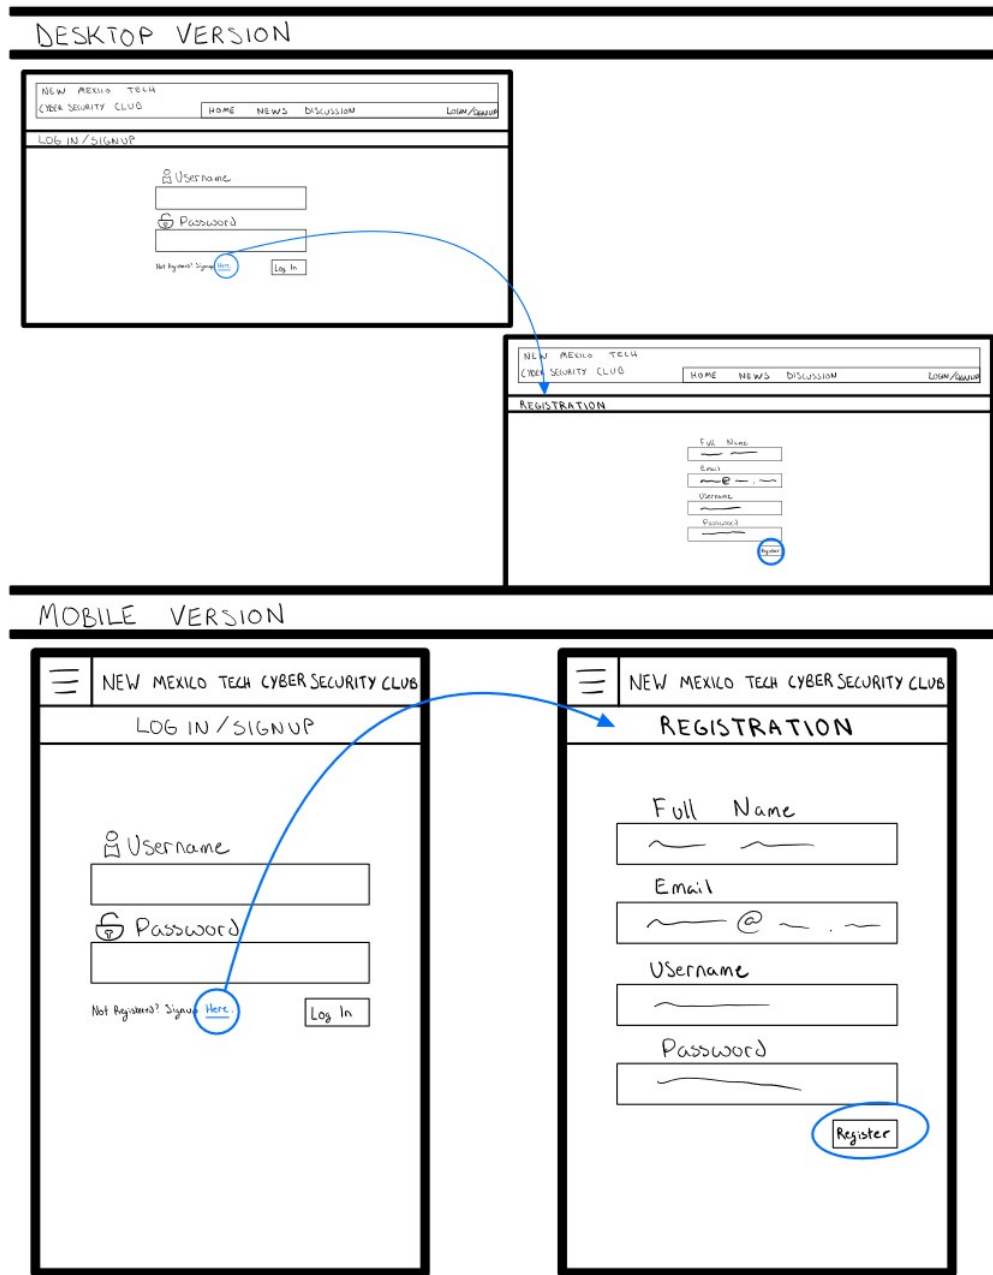 DESKTOP VERSION
NEW MEXICO TECH
CYBER SECURITY CLUB
HOME NEWS DISCUSSION LOGIN/SIGNUP
LOG IN/SIGNUP
Username
Password
Not Registered? Signup Here.
Log In
NEW MEXICO TECH
CYBER SECURITY CLUB
HOME NEWS DISCUSSION LOGIN/SIGNUP
REGISTRATION
Full Name
Email
@ .
Username
Password
Register
MOBILE VERSION
NEW MEXICO TECH CYBER SECURITY CLUB
LOG IN/SIGNUP
Username
Password
Not Registered? Signup Here.
Log In
NEW MEXICO TECH CYBER SECURITY CLUB
REGISTRATION
Full Name
Email
@ .
Username
Password
Register